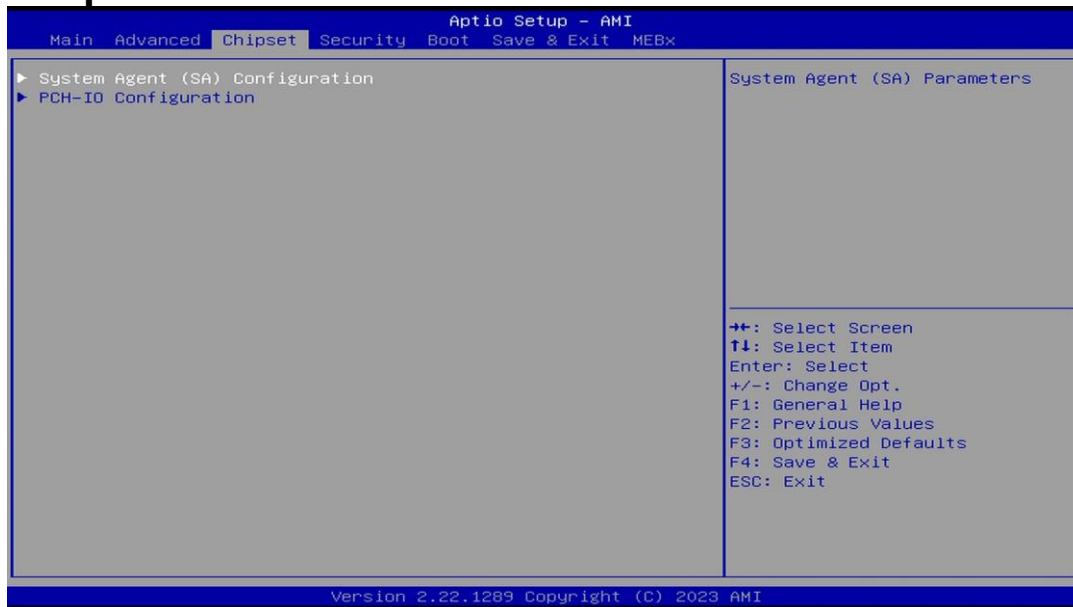 Aptio Setup – AMI
Main Advanced Chipset Security Boot Save & Exit MEBx
► System Agent (SA) Configuration
► PCH-IO Configuration
System Agent (SA) Parameters
→←: Select Screen
↑↓: Select Item
Enter: Select
+/-: Change Opt.
F1: General Help
F2: Previous Values
F3: Optimized Defaults
F4: Save & Exit
ESC: Exit
Version 2.22.1289 Copyright (C) 2023 AMI